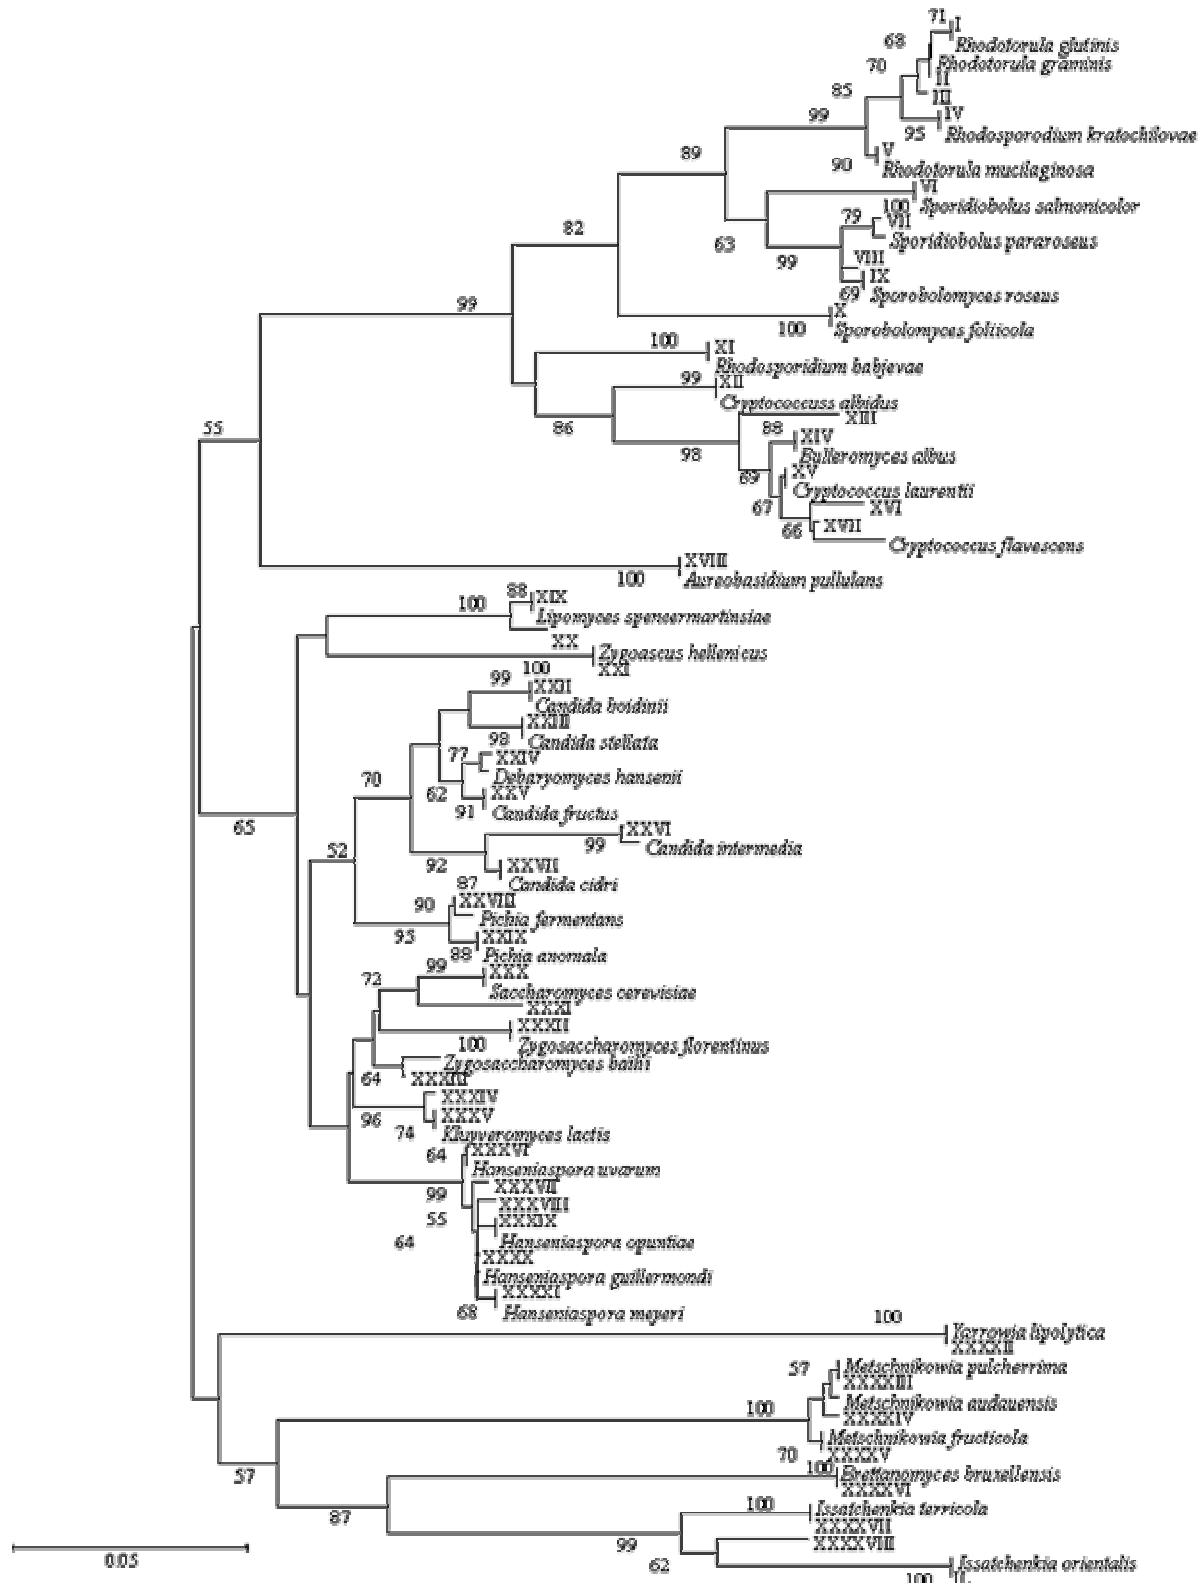 71
I
68
Rhodotorula glutinis
70
Rhodotorula graminis
II
85
III
99
IV
95
Rhodosporodium kratochilovae
89
V
90
Rhodotorula mucilaginosa
VI
100
Sporidiobolus salmonicolor
79
VII
82
63
Sporidiobolus pararoseus
99
VIII
IX
69
Sporobolomyces roseus
99
X
100
Sporobolomyces foliicola
100
XI
Rhodosporidium babjevae
99
XII
Cryptococcuss albidus
XIII
55
86
88
XIV
98
Bulleromyces albus
69
XV
Cryptococcus laurentii
67
XVI
66
XVII
Cryptococcus flavescens
XVIII
100
Aureobasidium pullulans
88
XIX
100
Lipomyces spencermartinsiae
XX
Zygoascus hellenicus
100
XXI
99
XXII
Candida boidinii
XXIII
98
Candida stellata
77
XXIV
70
Debaryomyces hansenii
62
XXV
91
Candida fructus
65
XXVI
99
Candida intermedia
52
92
XXVII
87
Candida cidri
90
XXVIII
Pichia fermentans
95
XXIX
88
Pichia anomala
99
XXX
72
Saccharomyces cerevisiae
XXXI
XXXII
100
Zygosaccharomyces florentinus
Zygosaccharomyces bailii
64
XXXIII
XXXIV
96
XXXV
74
Kluyveromyces lactis
64
XXXVI
Hanseniaspora uvarum
99
XXXVII
XXXVIII
55
XXXIX
64
Hanseniaspora opuntiae
XXXX
Hanseniaspora guillermondi
XXXXI
68
Hanseniaspora meyeri
100
Yarrowia lipolytica
XXXXII
57
Metschnikowia pulcherrima
XXXXIII
100
Metschnikowia andauensis
XXXXIV
Metschnikowia fructicola
70
XXXXV
57
100
Brettanomyces bruxellensis
XXXXVI
87
100
Issatchenkia terricola
XXXXVII
99
XXXXVIII
62
Issatchenkia orientalis
100
IL
0.05